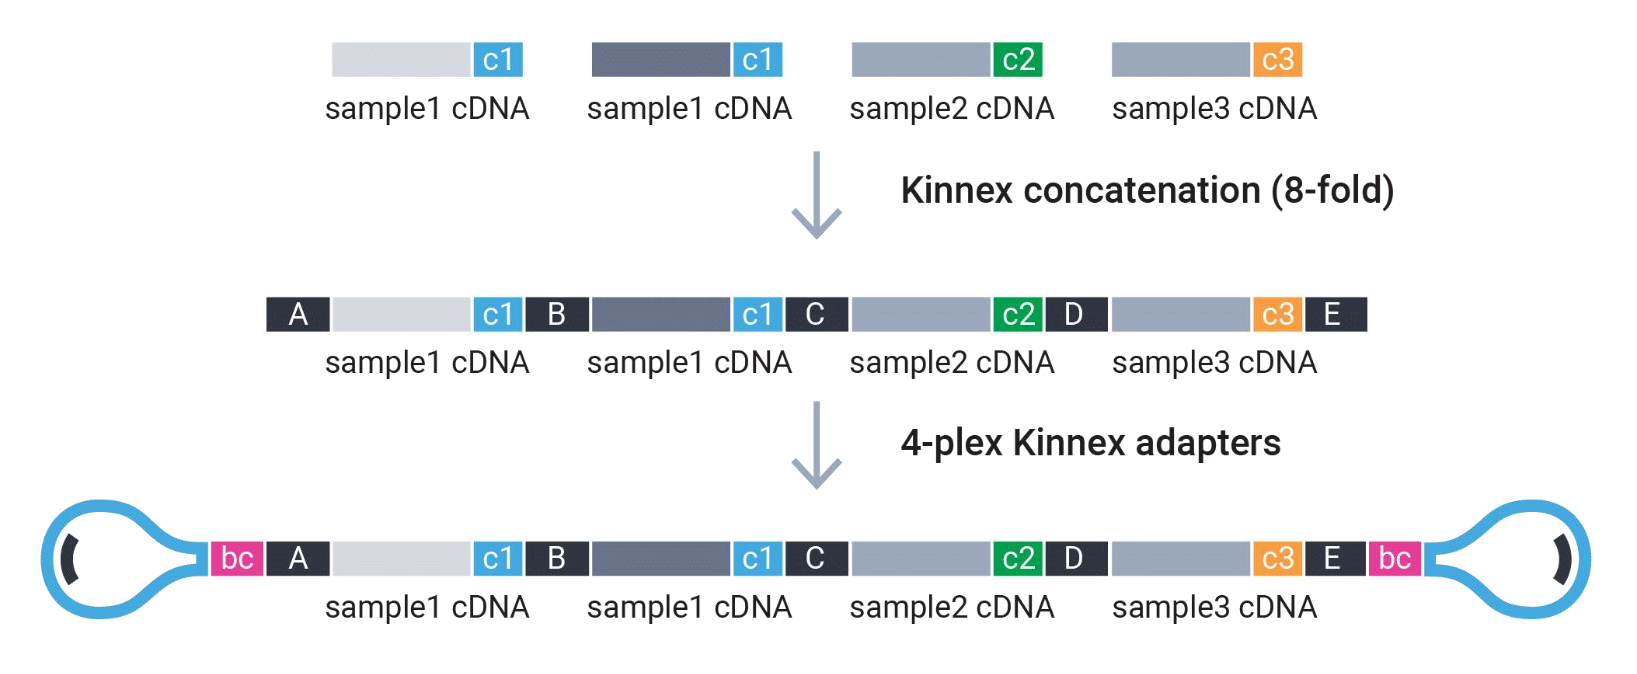 c1 c1 c2 c3
sample1 cDNA sample1 cDNA sample2 cDNA sample3 cDNA
Kinnex concatenation (8-fold)
A c1 B c1 C c2 D c3 E
sample1 cDNA sample1 cDNA sample2 cDNA sample3 cDNA
4-plex Kinnex adapters
bc A c1 B c1 C c2 D c3 E bc
sample1 cDNA sample1 cDNA sample2 cDNA sample3 cDNA